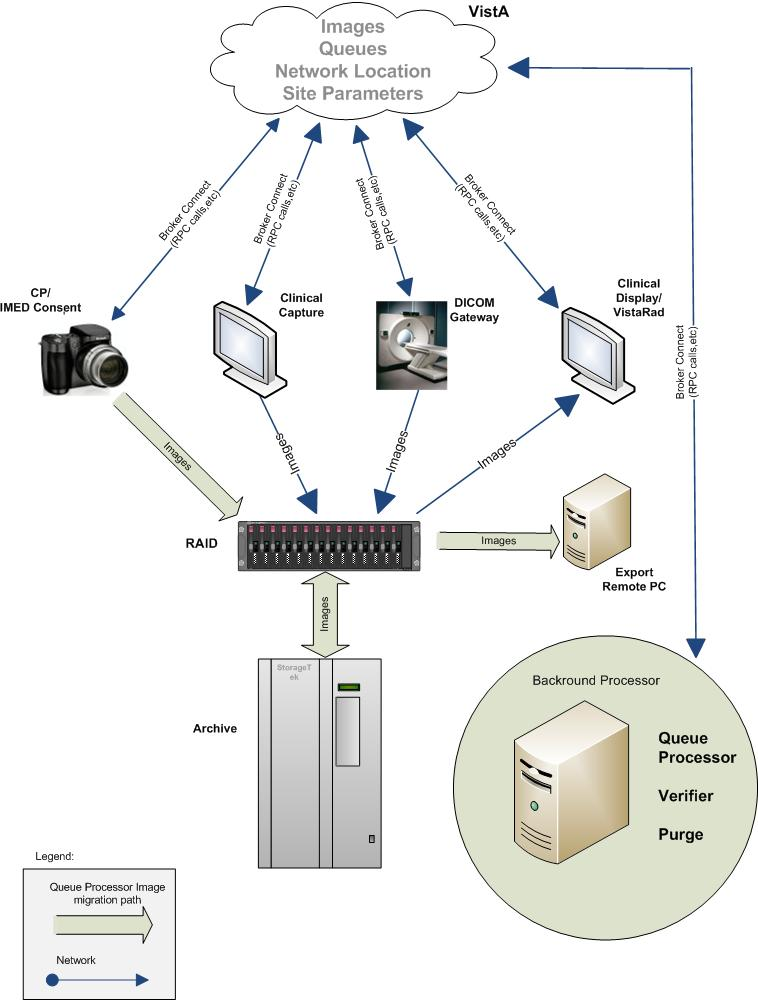 VistA
Images
Queues
Network Location
Site Parameters
Broker Connect
(RPC calls,etc)
Broker Connect
(RPC calls,etc)
Broker Connect
(RPC calls,etc)
Broker Connect
(RPC calls,etc)
Broker Connect
(RPC calls,etc)
CP/
IMED Consent
Clinical
Capture
DICOM
Gateway
Clinical
Display/
VistaRad
Images
Images
Images
Images
RAID
Images
Export
Remote PC
Images
StorageT
ek
Archive
Backround Processor
Queue
Processor
Verifier
Purge
Legend:
Queue Processor Image
migration path
Network